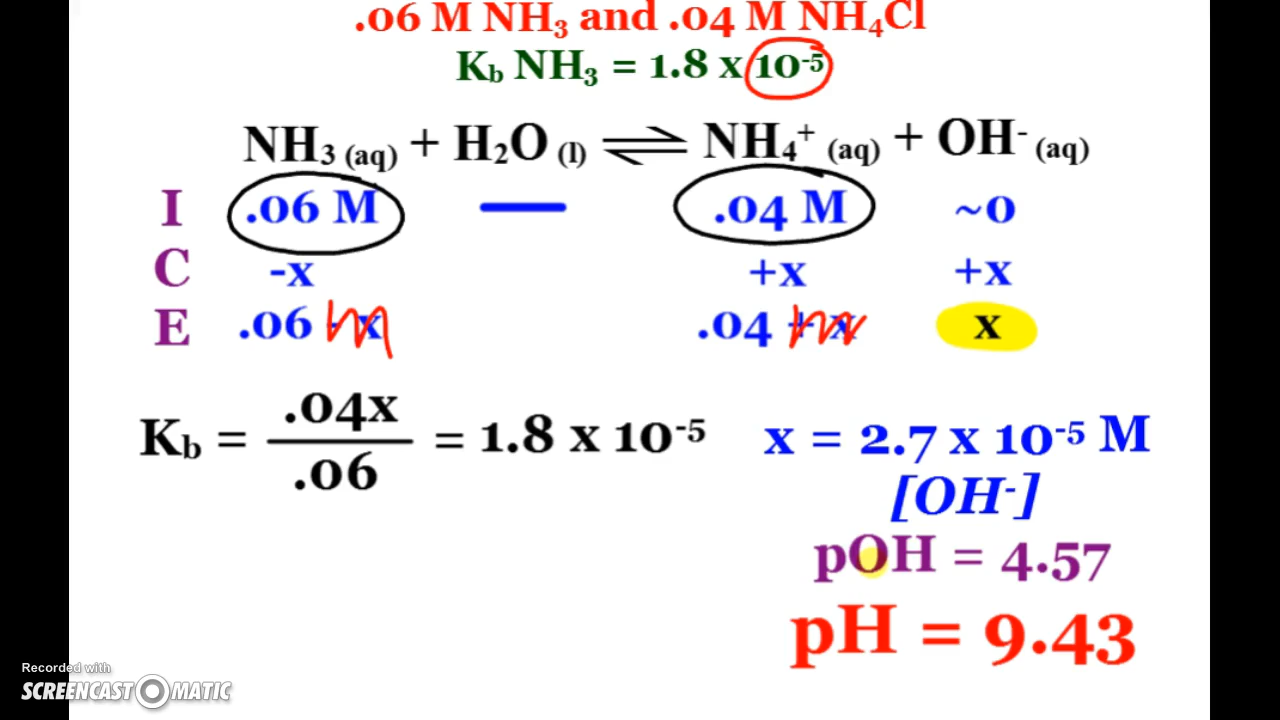 .06 M NH₃ and .04 M NH₄Cl
K_b NH₃ = 1.8 x 10⁻⁵
NH₃ (aq) + H₂O (l) ⇌ NH₄⁺ (aq) + OH⁻ (aq)
I .06 M — .04 M ~0
C -x +x +x
E .06 - x .04 + x x
K_b = .04x / .06 = 1.8 x 10⁻⁵ x = 2.7 x 10⁻⁵ M
[OH⁻]
pOH = 4.57
pH = 9.43
Recorded with
SCREENCAST-O-MATIC